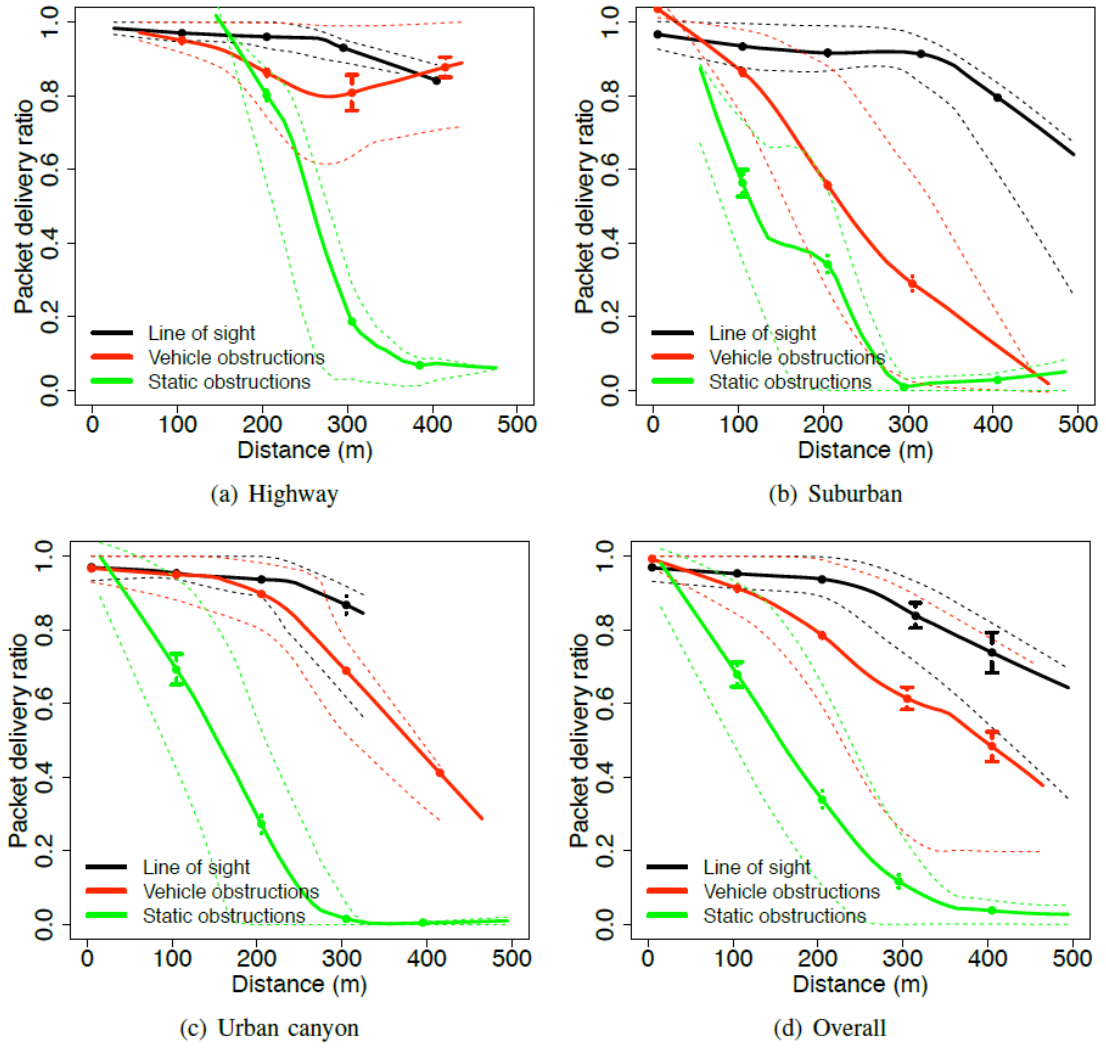 Packet delivery ratio
0.0 0.2 0.4 0.6 0.8 1.0
Line of sight
Vehicle obstructions
Static obstructions
0 100 200 300 400 500
Distance (m)
(a) Highway
Packet delivery ratio
0.0 0.2 0.4 0.6 0.8 1.0
Line of sight
Vehicle obstructions
Static obstructions
0 100 200 300 400 500
Distance (m)
(b) Suburban
Packet delivery ratio
0.0 0.2 0.4 0.6 0.8 1.0
Line of sight
Vehicle obstructions
Static obstructions
0 100 200 300 400 500
Distance (m)
(c) Urban canyon
Packet delivery ratio
0.0 0.2 0.4 0.6 0.8 1.0
Line of sight
Vehicle obstructions
Static obstructions
0 100 200 300 400 500
Distance (m)
(d) Overall